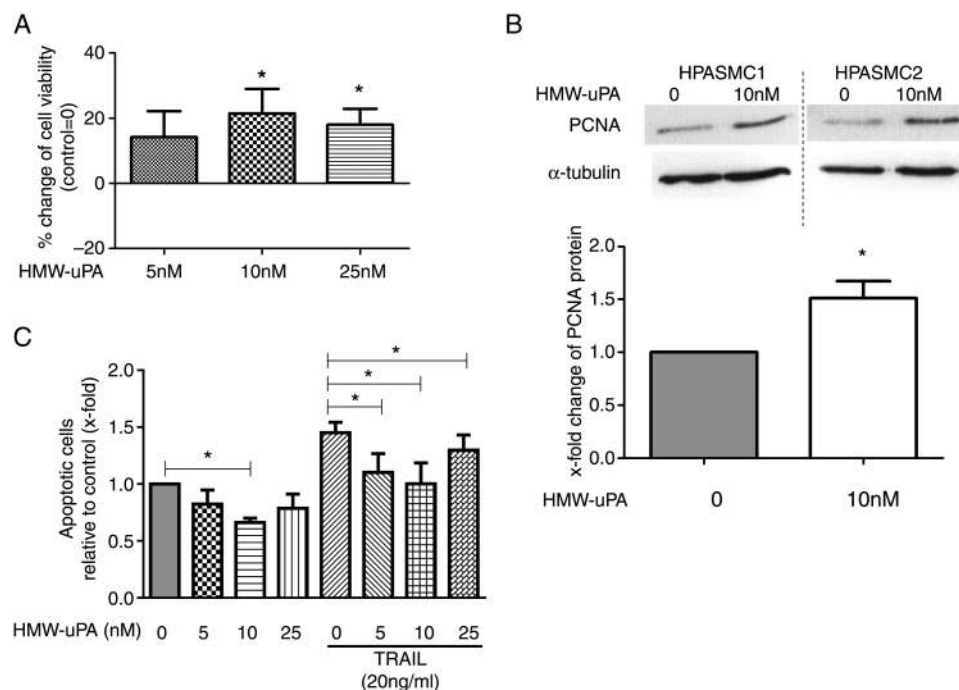 A
% change of cell viability
(control=0)
40
20
0
−20
*
*
HMW-uPA
5nM
10nM
25nM
B
HPASMC1
HPASMC2
HMW-uPA
0
10nM
0
10nM
PCNA
α-tubulin
x-fold change of PCNA protein
2.0
1.5
1.0
0.5
0.0
*
HMW-uPA
0
10nM
C
Apoptotic cells
relative to control (x-fold)
2.0
1.5
1.0
0.5
0.0
*
*
*
*
HMW-uPA (nM)
0
5
10
25
0
5
10
25
TRAIL
(20ng/ml)